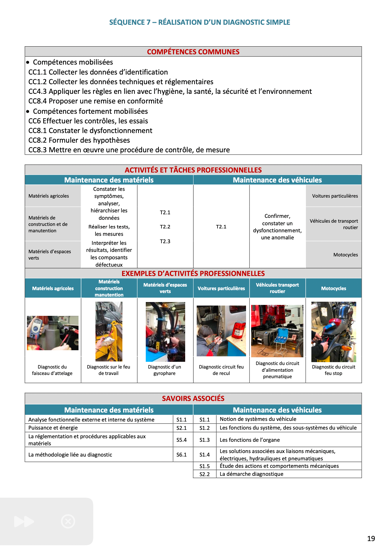 SÉQUENCE 7 – RÉALISATION D'UN DIAGNOSTIC SIMPLE
COMPÉTENCES COMMUNES
• Compétences mobilisées
CC1.1 Collecter les données d'identification
CC1.2 Collecter les données techniques et réglementaires
CC4.3 Appliquer les règles en lien avec l'hygiène, la santé, la sécurité et l'environnement
CC8.4 Proposer une remise en conformité
• Compétences fortement mobilisées
CC6 Effectuer les contrôles, les essais
CC8.1 Constater le dysfonctionnement
CC8.2 Formuler des hypothèses
CC8.3 Mettre en œuvre une procédure de contrôle, de mesure
ACTIVITÉS ET TÂCHES PROFESSIONNELLES
Maintenance des matériels
Maintenance des véhicules
Matériels agricoles
Matériels de
construction et de
manutention
Matériels d'espaces
verts
Constater les
symptômes,
analyser,
hiérarchiser les
données
Réaliser les tests,
les mesures
Interpréter les
résultats, identifier
les composants
défectueux
T2.1
T2.2
T2.3
T2.1
Confirmer,
constater un
dysfonctionnement,
une anomalie
Voitures particulières
Véhicules de transport
routier
Motocycles
EXEMPLES D'ACTIVITÉS PROFESSIONNELLES
Matériels agricoles
Matériels
construction
manutention
Matériels d'espaces
verts
Voitures particulières
Véhicules transport
routier
Motocycles
Diagnostic du
faisceau d'attelage
Diagnostic sur le feu
de travail
Diagnostic d'un
gyrophare
Diagnostic circuit feu
de recul
Diagnostic du circuit
d'alimentation
pneumatique
Diagnostic du circuit
feu stop
SAVOIRS ASSOCIÉS
Maintenance des matériels
Maintenance des véhicules
Analyse fonctionnelle externe et interne du système S1.1 S1.1 Notion de systèmes du véhicule
Puissance et énergie S2.1 S1.2 Les fonctions du système, des sous-systèmes du véhicule
La réglementation et procédures applicables aux
matériels S5.4 S1.3 Les fonctions de l'organe
La méthodologie liée au diagnostic S6.1 S1.4 Les solutions associées aux liaisons mécaniques,
électriques, hydrauliques et pneumatiques
S1.5 Étude des actions et comportements mécaniques
S2.2 La démarche diagnostique
19